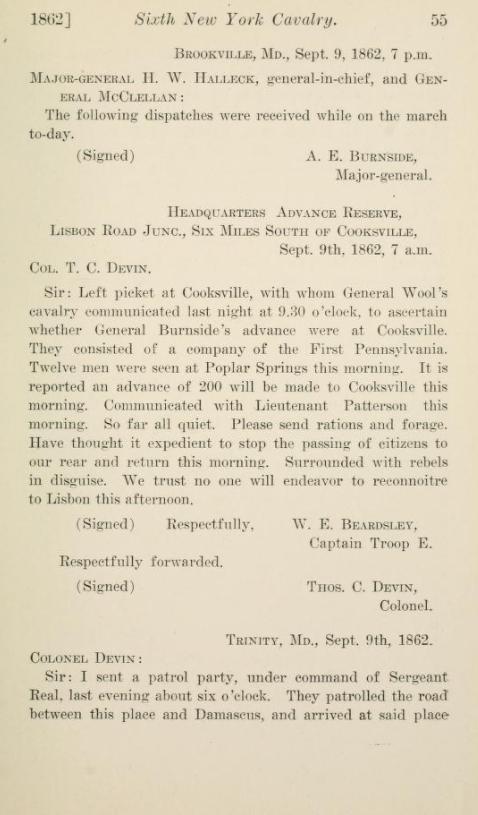 1862] Sixth New York Cavalry. 55
Brookville, Md., Sept. 9, 1862, 7 p.m.
Major-general H. W. Halleck, general-in-chief, and Gen-
eral McClellan:
The following dispatches were received while on the march
to-day.
(Signed) A. E. Burnside,
Major-general.
Headquarters Advance Reserve,
Lisbon Road Junc., Six Miles South of Cooksville,
Sept. 9th, 1862, 7 a.m.
Col. T. C. Devin.
Sir: Left picket at Cooksville, with whom General Wool's
cavalry communicated last night at 9.30 o'clock, to ascertain
whether General Burnside's advance were at Cooksville.
They consisted of a company of the First Pennsylvania.
Twelve men were seen at Poplar Springs this morning. It is
reported an advance of 200 will be made to Cooksville this
morning. Communicated with Lieutenant Patterson this
morning. So far all quiet. Please send rations and forage.
Have thought it expedient to stop the passing of citizens to
our rear and return this morning. Surrounded with rebels
in disguise. We trust no one will endeavor to reconnoitre
to Lisbon this afternoon.
(Signed) Respectfully, W. E. Beardsley,
Captain Troop E.
Respectfully forwarded.
(Signed) Thos. C. Devin,
Colonel.
Trinity, Md., Sept. 9th, 1862.
Colonel Devin:
Sir: I sent a patrol party, under command of Sergeant
Real, last evening about six o'clock. They patrolled the road
between this place and Damascus, and arrived at said place